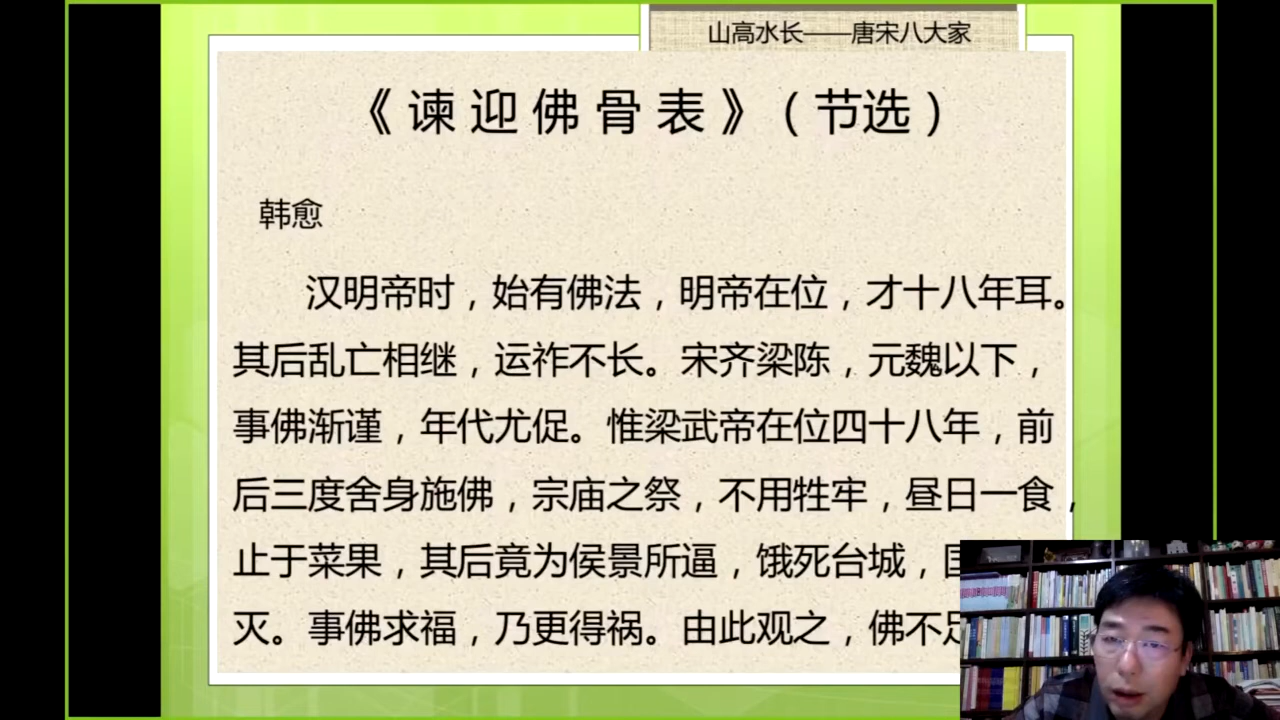 山高水长——唐宋八大家
《谏迎佛骨表》（节选）
韩愈
汉明帝时，始有佛法，明帝在位，才十八年耳。
其后乱亡相继，运祚不长。宋齐梁陈，元魏以下，
事佛渐谨，年代尤促。惟梁武帝在位四十八年，前
后三度舍身施佛，宗庙之祭，不用牲牢，昼日一食，
止于菜果，其后竟为侯景所逼，饿死台城，
灭。事佛求福，乃更得祸。由此观之，佛不